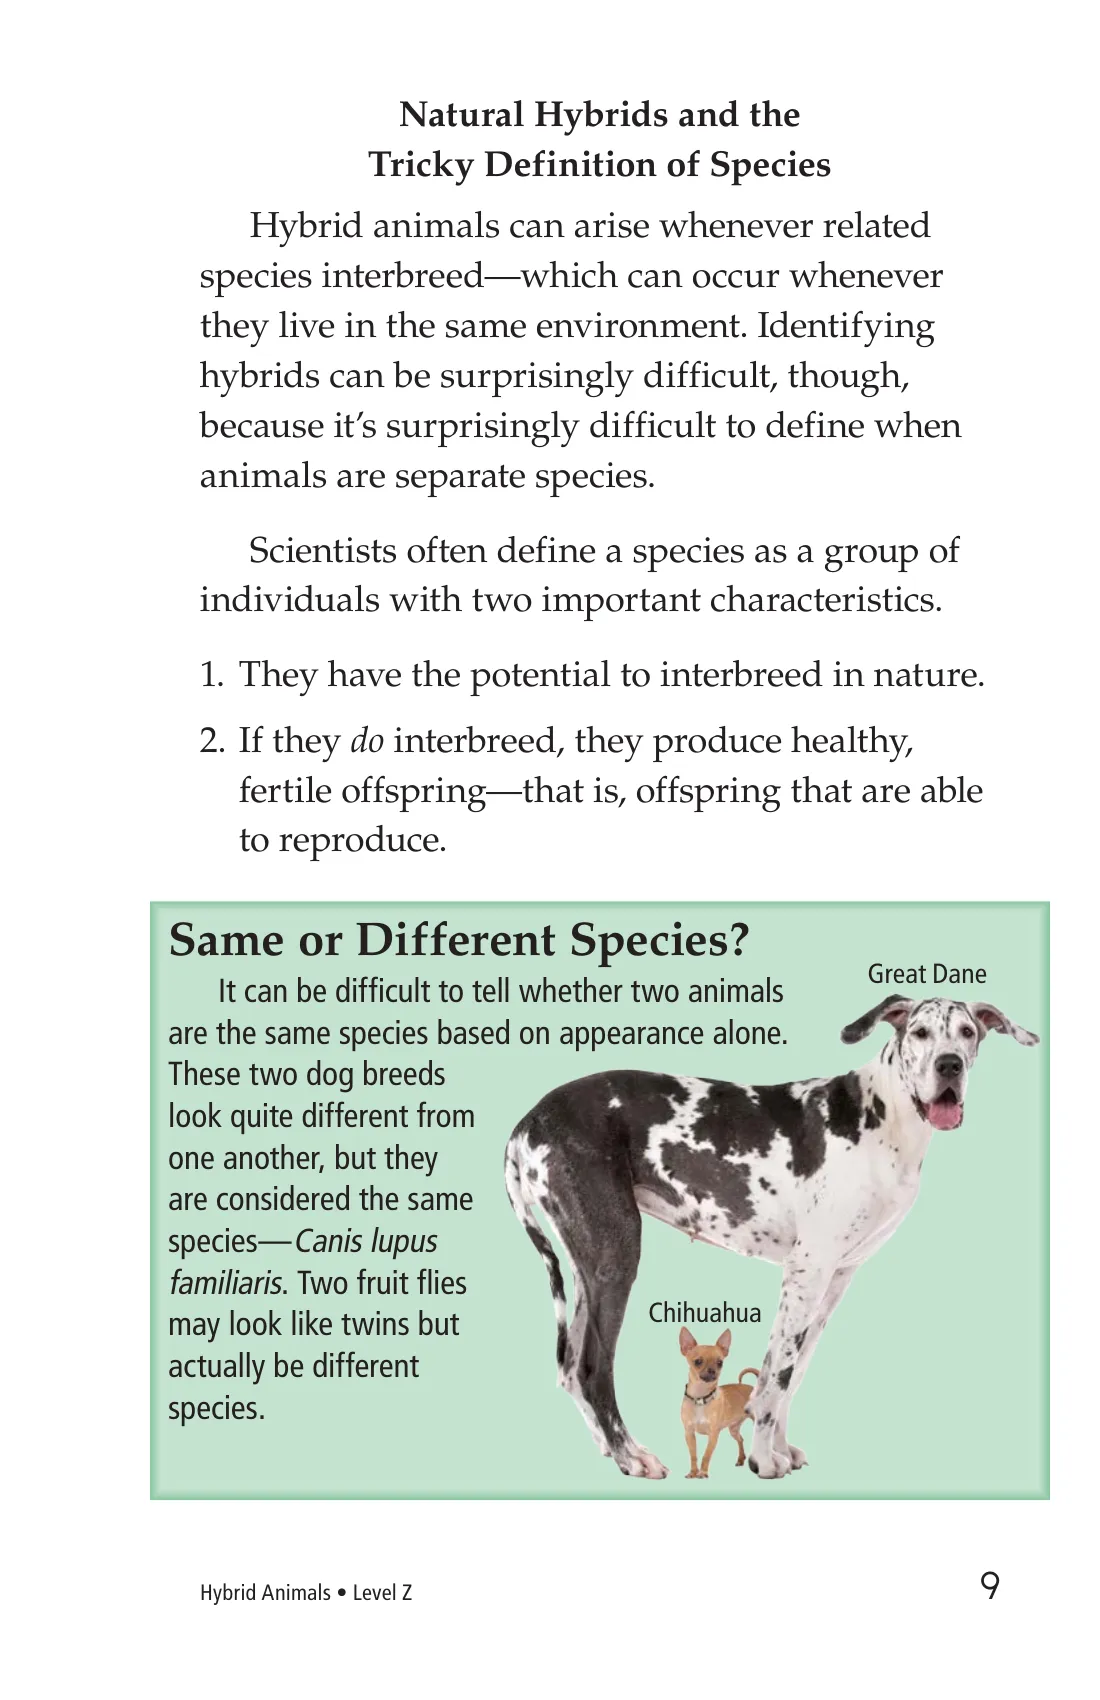 Natural Hybrids and the
Tricky Definition of Species
Hybrid animals can arise whenever related
species interbreed—which can occur whenever
they live in the same environment. Identifying
hybrids can be surprisingly difficult, though,
because it’s surprisingly difficult to define when
animals are separate species.
Scientists often define a species as a group of
individuals with two important characteristics.
1. They have the potential to interbreed in nature.
2. If they do interbreed, they produce healthy,
fertile offspring—that is, offspring that are able
to reproduce.
Same or Different Species?
It can be difficult to tell whether two animals
are the same species based on appearance alone.
These two dog breeds
look quite different from
one another, but they
are considered the same
species—Canis lupus
familiaris. Two fruit flies
may look like twins but
actually be different
species.
Great Dane
Chihuahua
Hybrid Animals • Level Z
9